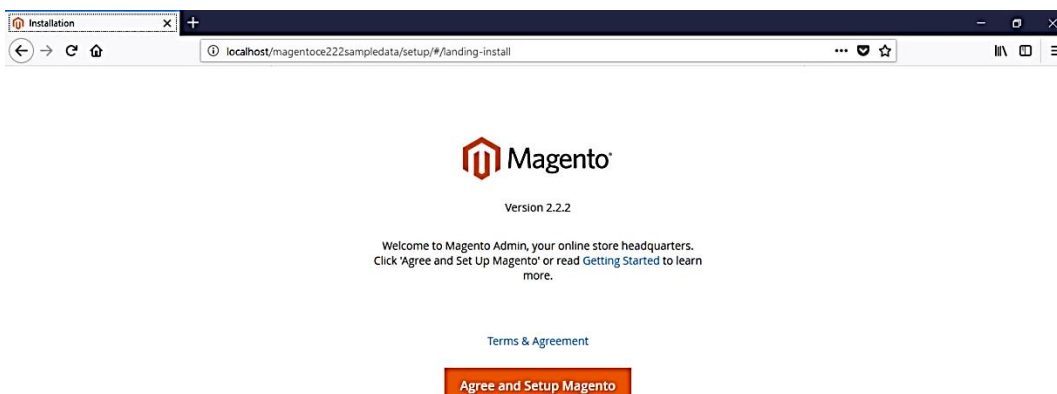 Installation
localhost/magentoce222sampledata/setup/#/landing-install
Magento
Version 2.2.2
Welcome to Magento Admin, your online store headquarters.
Click 'Agree and Set Up Magento' or read Getting Started to learn
more.
Terms & Agreement
Agree and Setup Magento